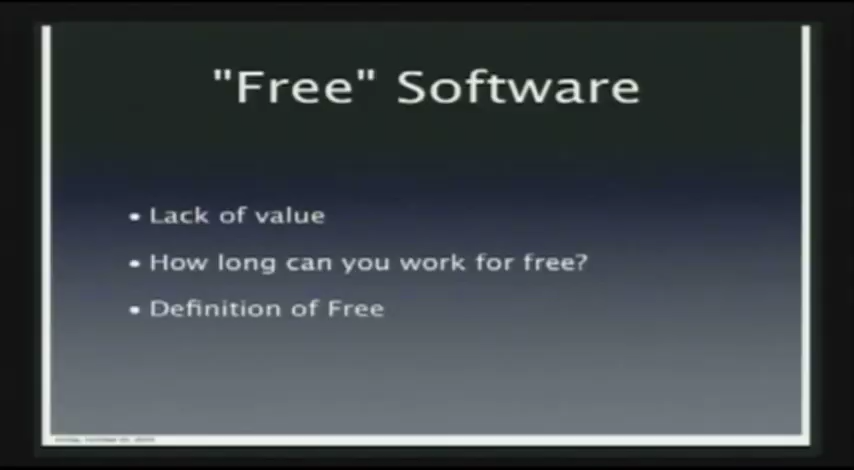 "Free" Software
• Lack of value
• How long can you work for free?
• Definition of Free